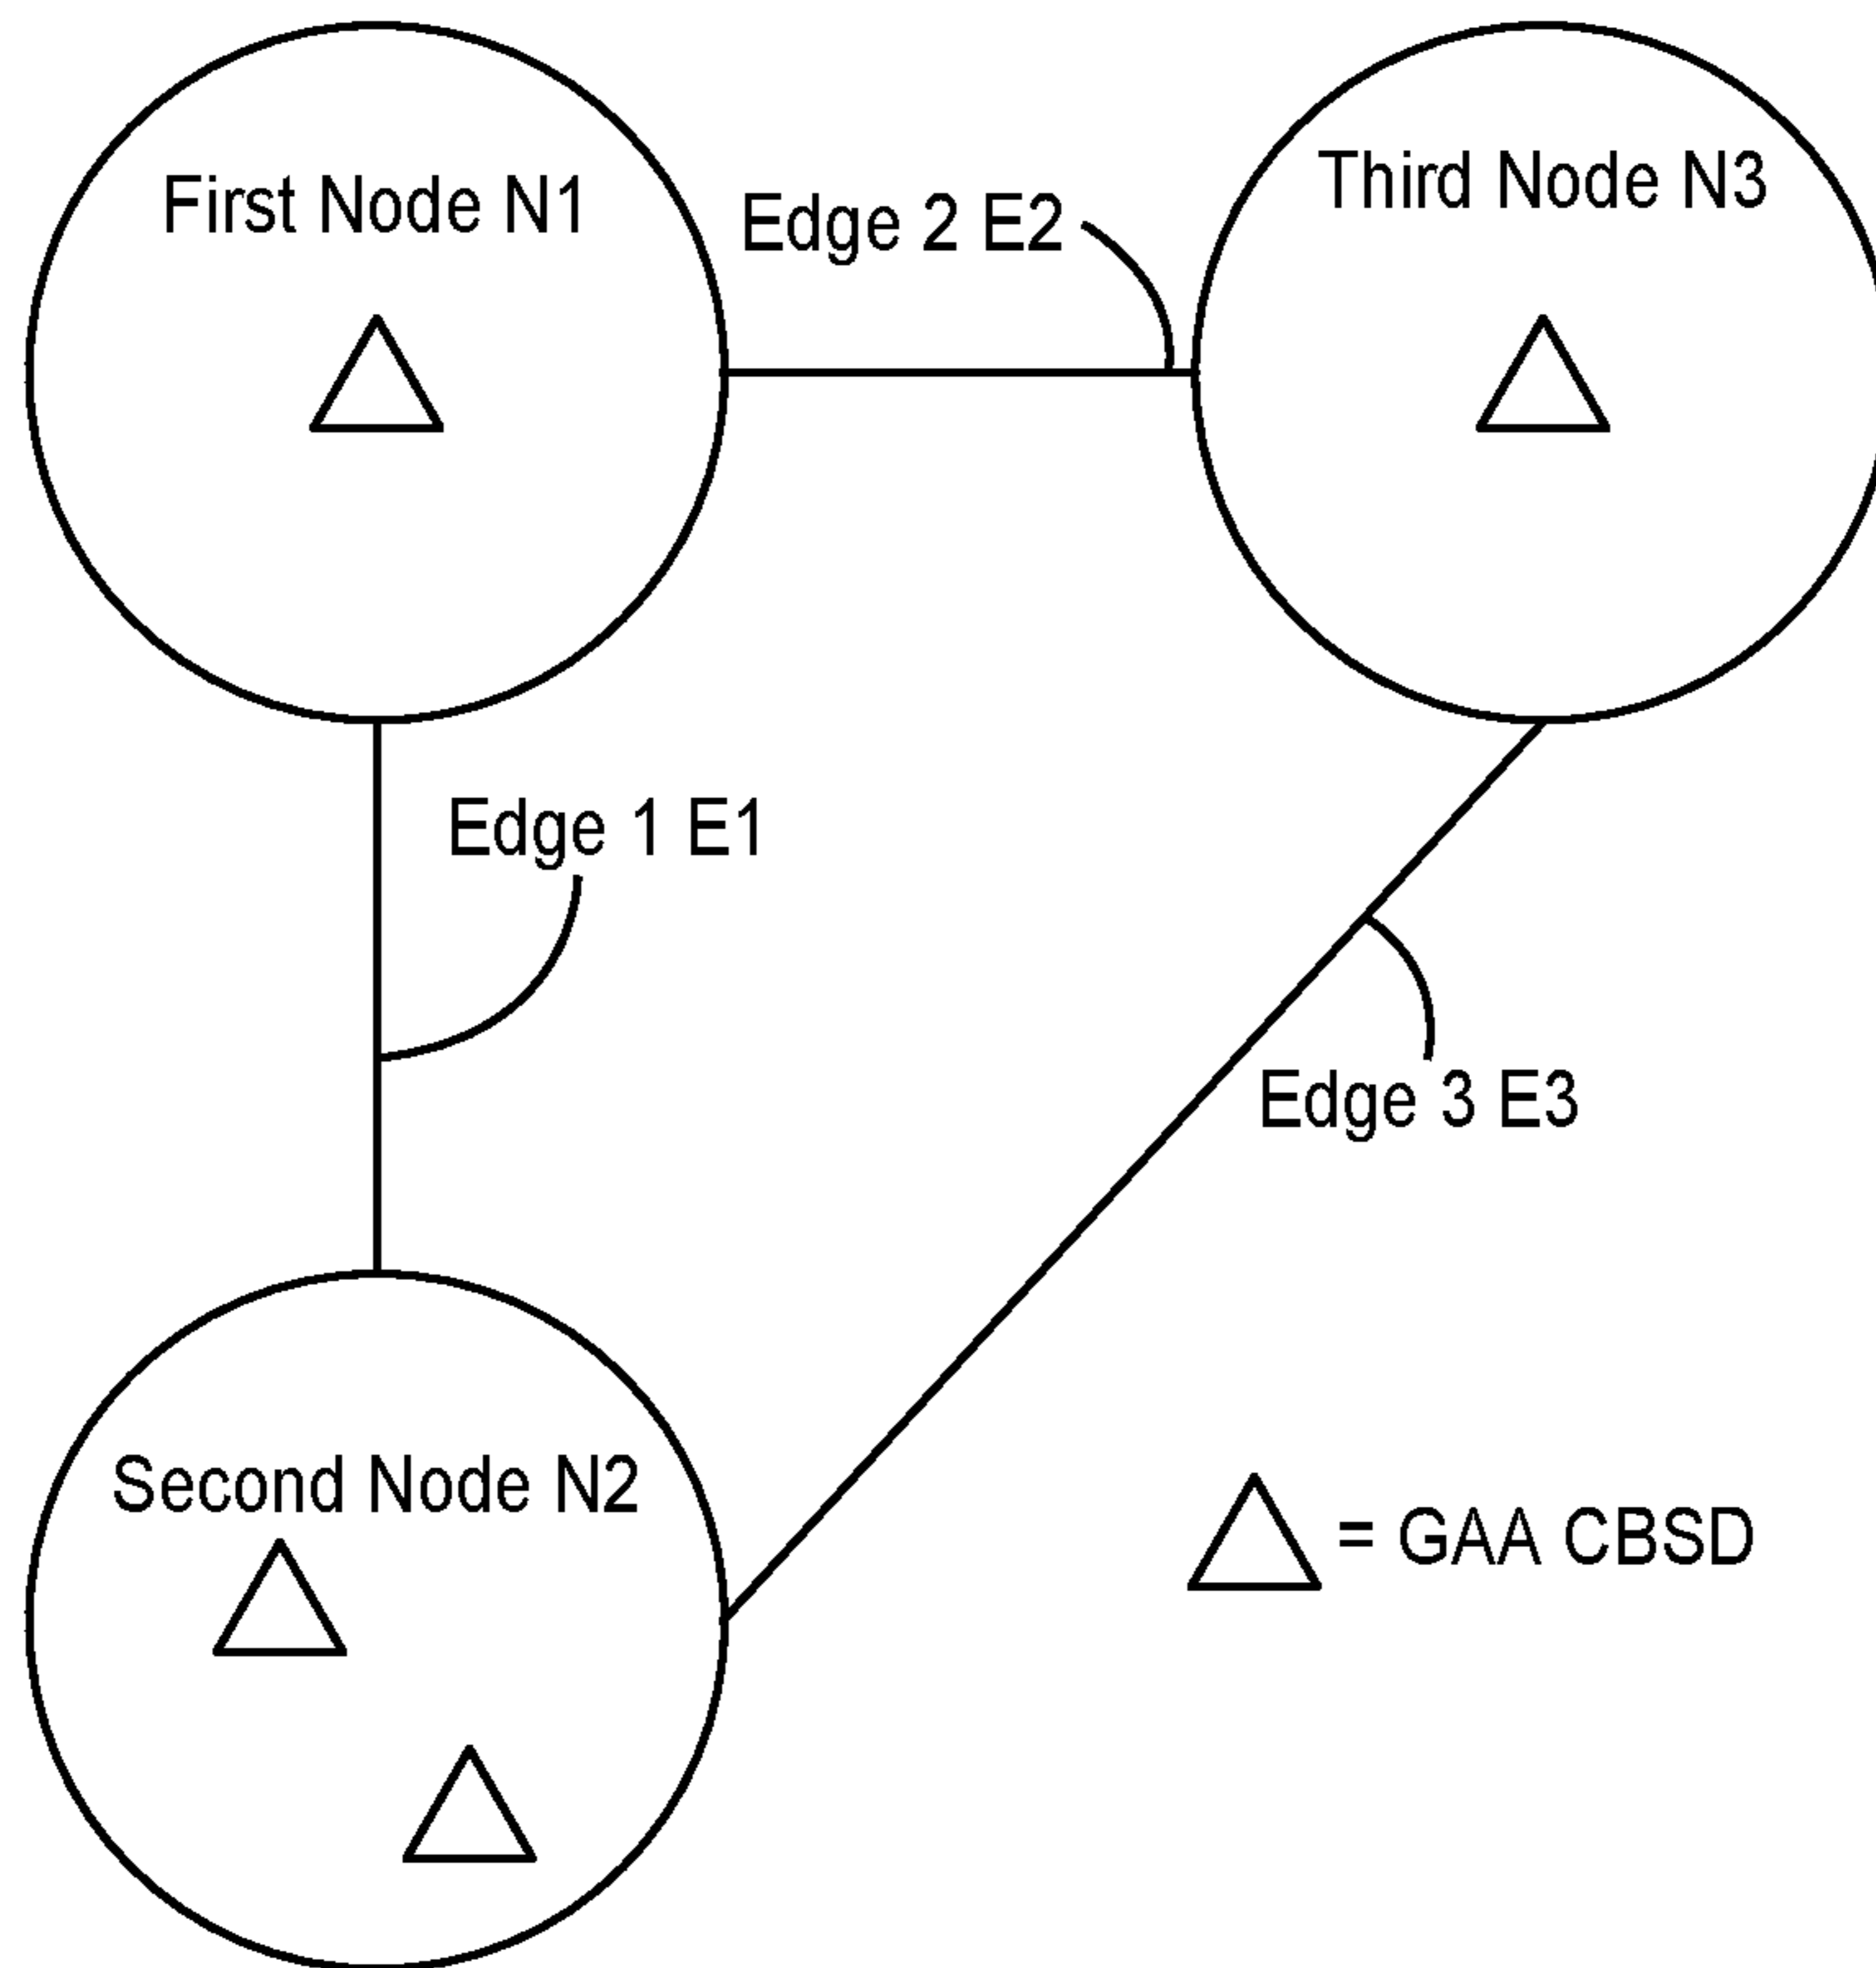 First Node N1
Edge 2 E2
Third Node N3
Edge 1 E1
Edge 3 E3
Second Node N2
= GAA CBSD